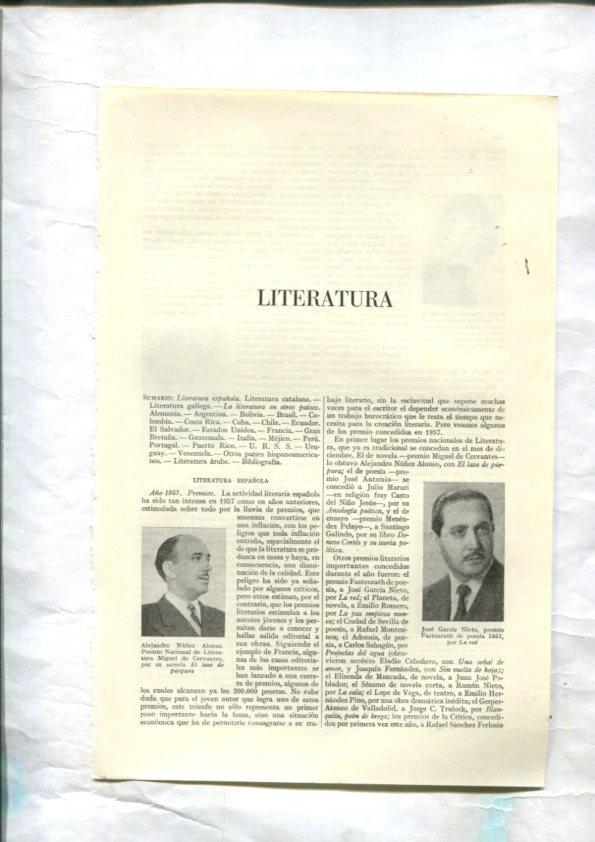 LITERATURA
SUMARIO: Literatura española. Literatura catalana. —
Literatura gallega. — La literatura en otros países.
Alemania. — Argentina. — Bolivia. — Brasil. — Co-
lombia. — Costa Rica. — Cuba. — Chile. — Ecuador.
El Salvador. — Estados Unidos. — Francia. — Gran
Bretaña. — Guatemala. — Italia. — Méjico. — Perú.
Portugal. — Puerto Rico. — U. R. S. S. — Uru-
guay. — Venezuela. — Otros países hispanoamerica-
nos. — Literatura árabe. — Bibliografía.
LITERATURA ESPAÑOLA
Año 1957. Premios. La actividad literaria española
ha sido tan intensa en 1957 como en años anteriores,
estimulada sobre todo por la lluvia de premios, que
amenaza convertirse en
una inflación, con los pe-
ligros que toda inflación
entraña, especialmente el
de que la literatura se pro-
duzca en masa y haya, en
consecuencia, una dismi-
nución de la calidad. Este
peligro ha sido ya seña-
lado por algunos críticos,
pero otros estiman, por el
contrario, que los premios
literarios estimulan a los
autores jóvenes y les per-
miten darse a conocer y
hallar salida editorial a
sus obras. Siguiendo el
ejemplo de Francia, algu-
nas de las casas editoria-
les más importantes se
han lanzado a una carre-
ra de premios, algunos de
los cuales alcanzan ya las 200.000 pesetas. No cabe
duda que para el joven autor que logra uno de estos
premios, este triunfo no sólo representa un primer
paso importante hacia la fama, sino una situación
económica que ha de permitirle consagrarse a su tra-
Alejandro Núñez Alonso.
Premio Nacional de Litera-
tura Miguel de Cervantes,
por su novela El lazo de
púrpura
bajo literario, sin la esclavitud que supone muchas
veces para el escritor el depender económicamente de
un trabajo burocrático que le resta el tiempo que ne-
cesita para la creación literaria. Pero veamos algunos
de los premio concedidos en 1957.
En primer lugar los premios nacionales de Literatu-
ra, que ya es tradicional se concedan en el mes de di-
ciembre. El de novela —premio Miguel de Cervantes—
lo obtuvo Alejandro Núñez Alonso, con El lazo de púr-
pura; el de poesía —pre-
mio José Antonio— se
concedió a Julio Maruri
—en religión fray Casto
del Niño Jesús—, por su
Antología poética, y el de
ensayo —premio Menén-
dez Pelayo—, a Santiago
Galindo, por su libro Do-
noso Cortés y su teoría po-
lítica.
Otros premios literarios
importantes concedidos
durante el año fueron: el
premio Fastenrath de poe-
sía, a José García Nieto,
por La red; el Planeta, de
novela, a Emilio Romero,
por La paz empieza nun-
ca; el Ciudad de Sevilla de
poesía, a Rafael Montesi-
nos; el Adonais, de poe-
sía, a Carlos Sahagún, por
Profecías del agua (obtu-
vieron accésits Eladio Cabañero, con Una señal de
amor, y Joaquín Fernández, con Sin vuelta de hoja);
el Elisenda de Moncada, de novela, a Juan José Po-
blador; el Sésamo de novela corta, a Ramón Nieto,
por La cala; el Lope de Vega, de teatro, a Emilio Her-
nández Pino, por una obra dramática inédita; el Gerper-
Ateneo de Valladolid, a Jorge C. Trulock, por Blan-
quito, peón de brega; los premios de la Crítica, concedi-
dos por primera vez este año, a Rafael Sánchez Ferlosio
José García Nieto, premio
Fastenrath de poesía 1957,
por La red